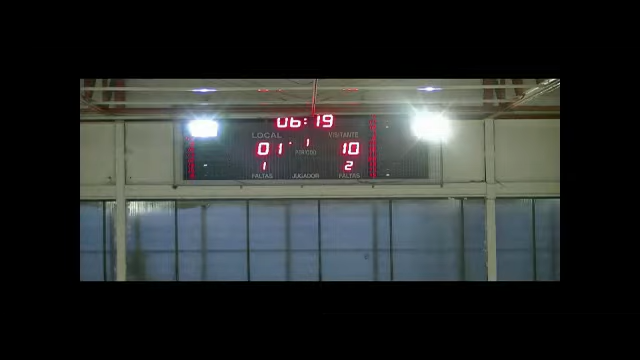 06:19
LOCAL VISITANTE
01 1 10
PERIODO
1 2
FALTAS JUGADOR FALTAS